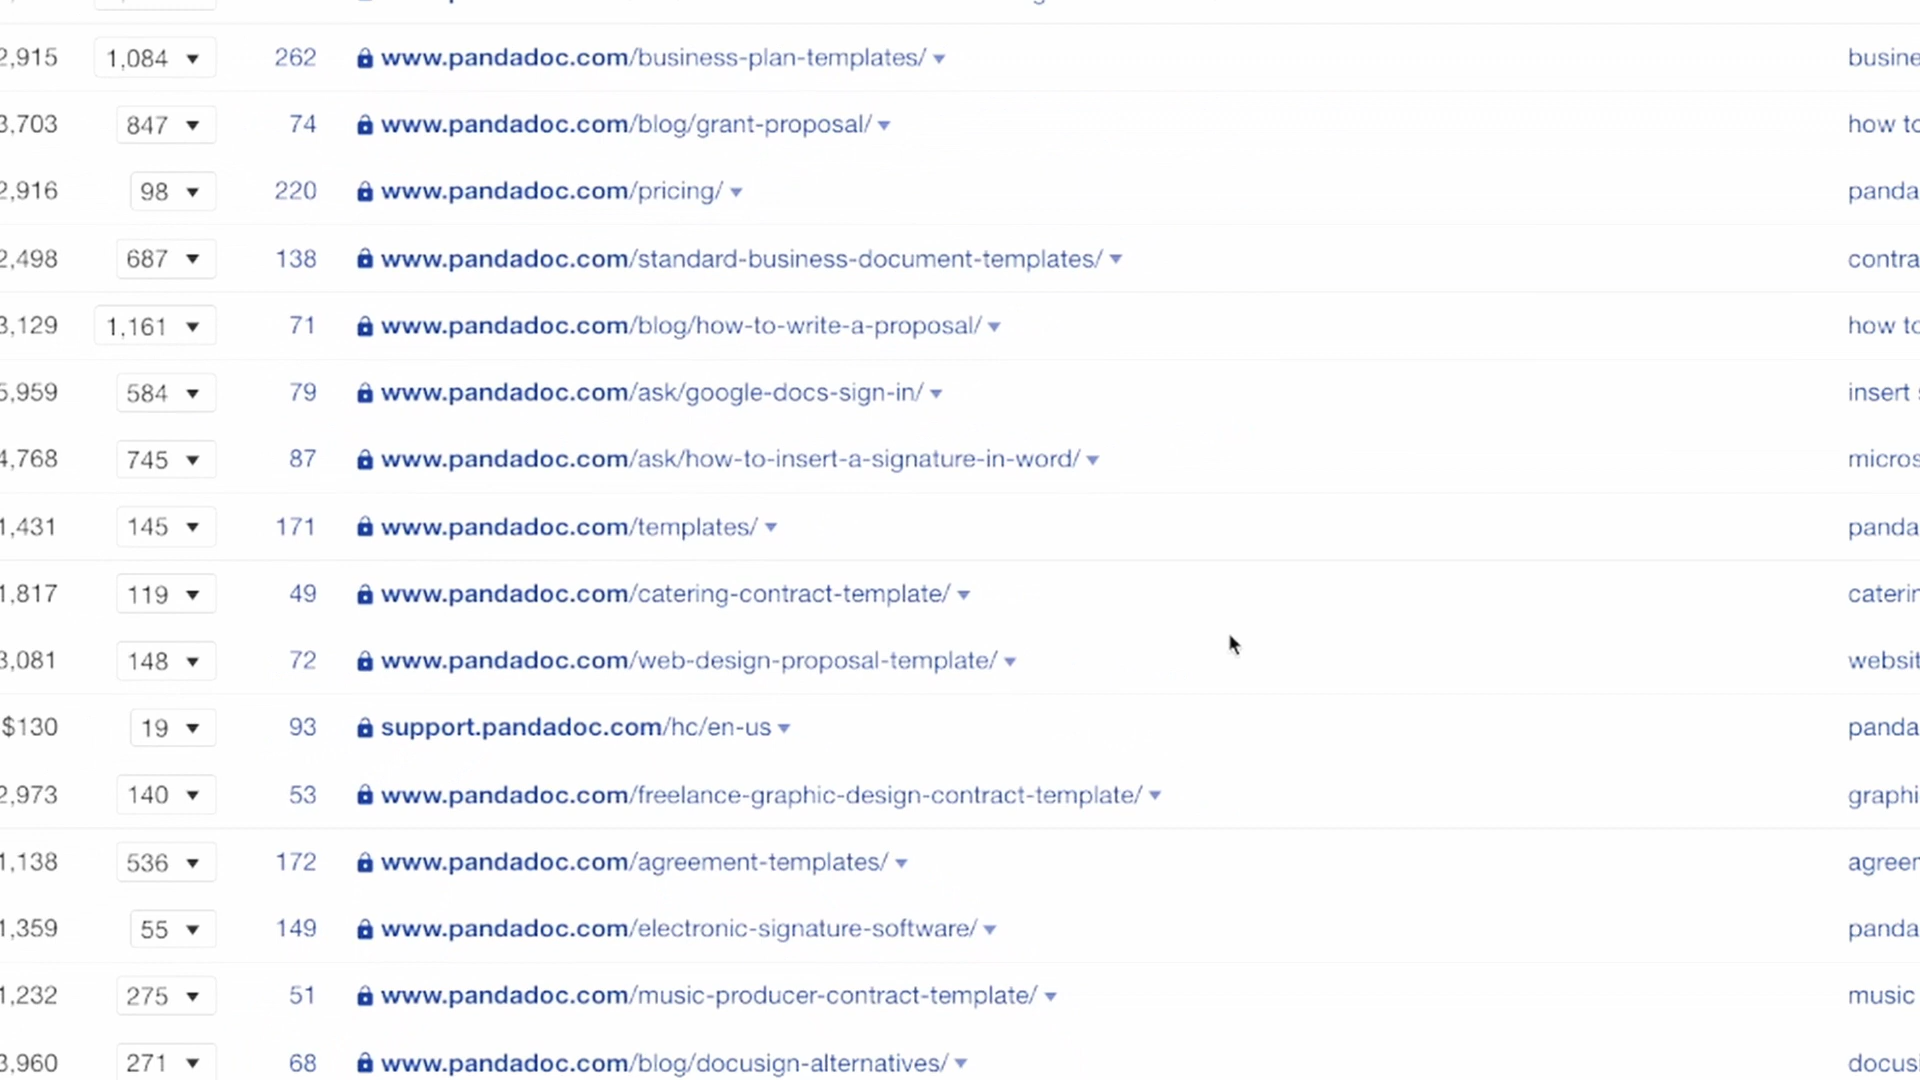 2,915 1,084 262 www.pandadoc.com/business-plan-templates/ busine
3,703 847 74 www.pandadoc.com/blog/grant-proposal/ how to
2,916 98 220 www.pandadoc.com/pricing/ panda
2,498 687 138 www.pandadoc.com/standard-business-document-templates/ contra
3,129 1,161 71 www.pandadoc.com/blog/how-to-write-a-proposal/ how to
5,959 584 79 www.pandadoc.com/ask/google-docs-sign-in/ insert
4,768 745 87 www.pandadoc.com/ask/how-to-insert-a-signature-in-word/ micros
1,431 145 171 www.pandadoc.com/templates/ panda
1,817 119 49 www.pandadoc.com/catering-contract-template/ caterin
3,081 148 72 www.pandadoc.com/web-design-proposal-template/ websit
$130 19 93 support.pandadoc.com/hc/en-us panda
2,973 140 53 www.pandadoc.com/freelance-graphic-design-contract-template/ graphi
1,138 536 172 www.pandadoc.com/agreement-templates/ agreem
1,359 55 149 www.pandadoc.com/electronic-signature-software/ panda
1,232 275 51 www.pandadoc.com/music-producer-contract-template/ music
3,960 271 68 www.pandadoc.com/blog/docusign-alternatives/ docusi